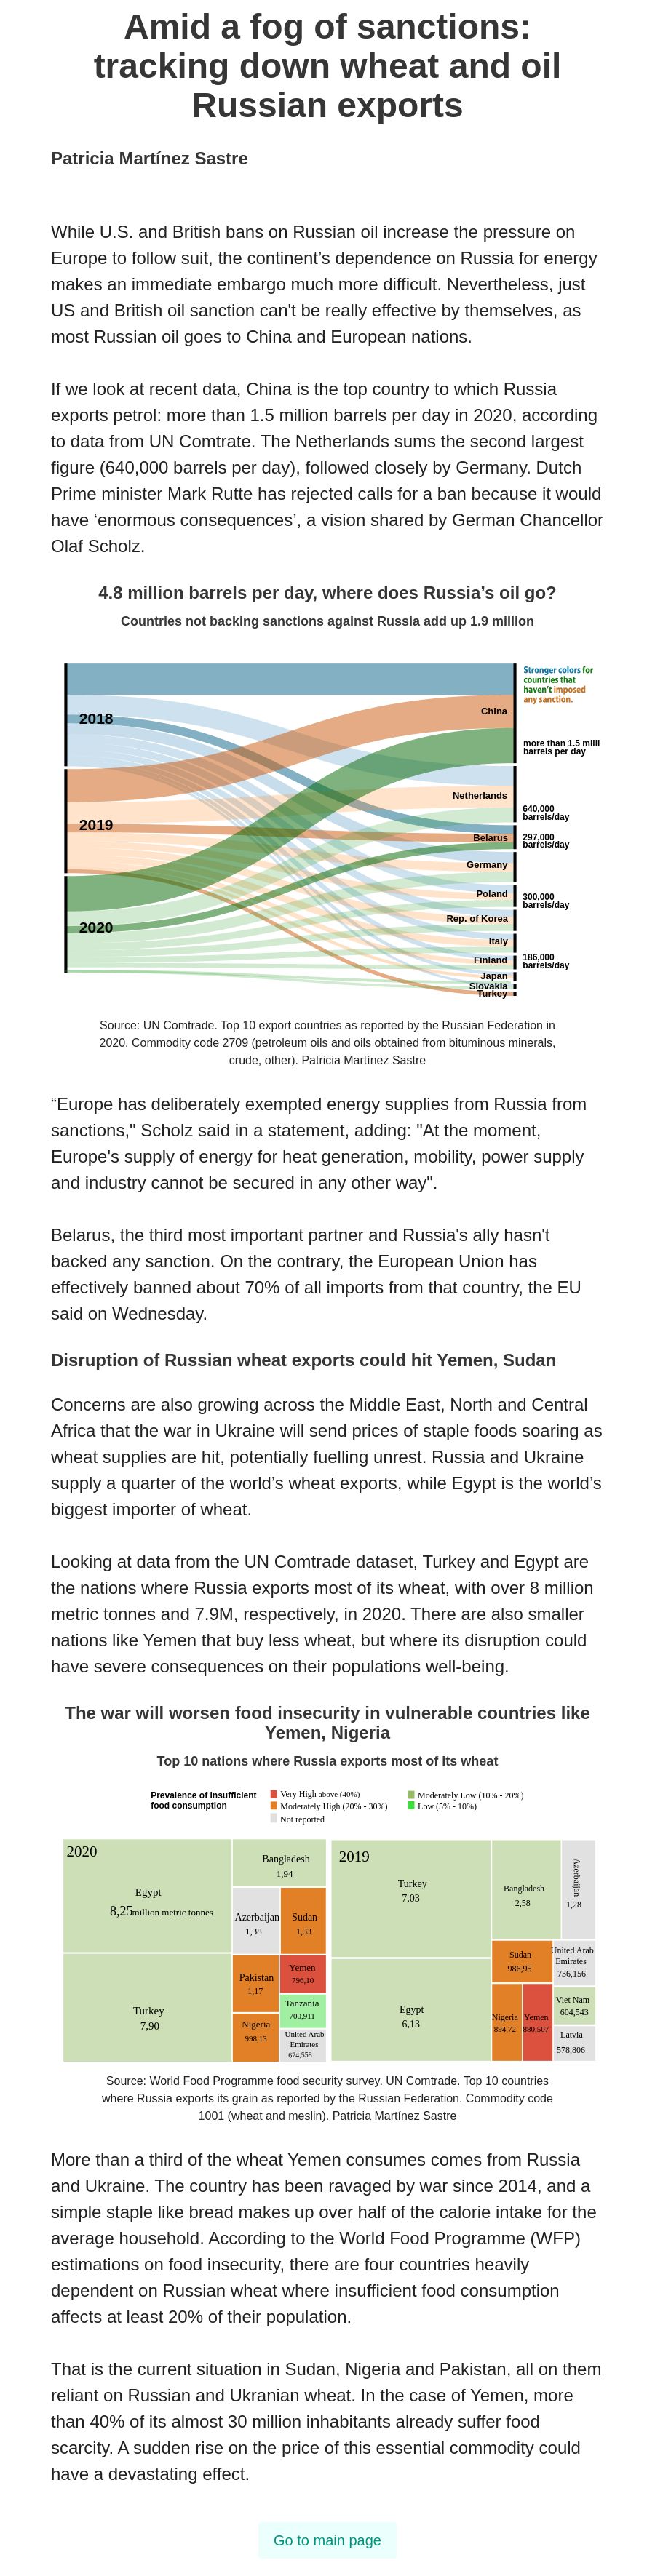 Amid a fog of sanctions:
tracking down wheat and oil
Russian exports
Patricia Martínez Sastre
While U.S. and British bans on Russian oil increase the pressure on
Europe to follow suit, the continent’s dependence on Russia for energy
makes an immediate embargo much more difficult. Nevertheless, just
US and British oil sanction can't be really effective by themselves, as
most Russian oil goes to China and European nations.
If we look at recent data, China is the top country to which Russia
exports petrol: more than 1.5 million barrels per day in 2020, according
to data from UN Comtrate. The Netherlands sums the second largest
figure (640,000 barrels per day), followed closely by Germany. Dutch
Prime minister Mark Rutte has rejected calls for a ban because it would
have ‘enormous consequences’, a vision shared by German Chancellor
Olaf Scholz.
4.8 million barrels per day, where does Russia’s oil go?
Countries not backing sanctions against Russia add up 1.9 million
Stronger colors for
countries that
haven't imposed
any sanction.
2018
2019
2020
China
more than 1.5 milli
barrels per day
Netherlands
640,000
barrels/day
Belarus
297,000
barrels/day
Germany
Poland
300,000
barrels/day
Rep. of Korea
Italy
Finland
186,000
barrels/day
Japan
Slovakia
Turkey
Source: UN Comtrade. Top 10 export countries as reported by the Russian Federation in
2020. Commodity code 2709 (petroleum oils and oils obtained from bituminous minerals,
crude, other). Patricia Martínez Sastre
“Europe has deliberately exempted energy supplies from Russia from
sanctions," Scholz said in a statement, adding: "At the moment,
Europe's supply of energy for heat generation, mobility, power supply
and industry cannot be secured in any other way".
Belarus, the third most important partner and Russia's ally hasn't
backed any sanction. On the contrary, the European Union has
effectively banned about 70% of all imports from that country, the EU
said on Wednesday.
Disruption of Russian wheat exports could hit Yemen, Sudan
Concerns are also growing across the Middle East, North and Central
Africa that the war in Ukraine will send prices of staple foods soaring as
wheat supplies are hit, potentially fuelling unrest. Russia and Ukraine
supply a quarter of the world’s wheat exports, while Egypt is the world’s
biggest importer of wheat.
Looking at data from the UN Comtrade dataset, Turkey and Egypt are
the nations where Russia exports most of its wheat, with over 8 million
metric tonnes and 7.9M, respectively, in 2020. There are also smaller
nations like Yemen that buy less wheat, but where its disruption could
have severe consequences on their populations well-being.
The war will worsen food insecurity in vulnerable countries like
Yemen, Nigeria
Top 10 nations where Russia exports most of its wheat
Prevalence of insufficient
food consumption
Very High above (40%)
Moderately High (20% - 30%)
Not reported
Moderately Low (10% - 20%)
Low (5% - 10%)
2020
Egypt
8,25 million metric tonnes
Turkey
7,90
Bangladesh
1,94
Azerbaijan
1,38
Sudan
1,33
Pakistan
1,17
Yemen
796,10
Tanzania
700,911
Nigeria
998,13
United Arab
Emirates
674,558
2019
Turkey
7,03
Egypt
6,13
Bangladesh
2,58
Azerbaijan
1,28
Sudan
986,95
United Arab
Emirates
736,156
Nigeria
894,72
Yemen
880,507
Viet Nam
604,543
Latvia
578,806
Source: World Food Programme food security survey. UN Comtrade. Top 10 countries
where Russia exports its grain as reported by the Russian Federation. Commodity code
1001 (wheat and meslin). Patricia Martínez Sastre
More than a third of the wheat Yemen consumes comes from Russia
and Ukraine. The country has been ravaged by war since 2014, and a
simple staple like bread makes up over half of the calorie intake for the
average household. According to the World Food Programme (WFP)
estimations on food insecurity, there are four countries heavily
dependent on Russian wheat where insufficient food consumption
affects at least 20% of their population.
That is the current situation in Sudan, Nigeria and Pakistan, all on them
reliant on Russian and Ukranian wheat. In the case of Yemen, more
than 40% of its almost 30 million inhabitants already suffer food
scarcity. A sudden rise on the price of this essential commodity could
have a devastating effect.
Go to main page